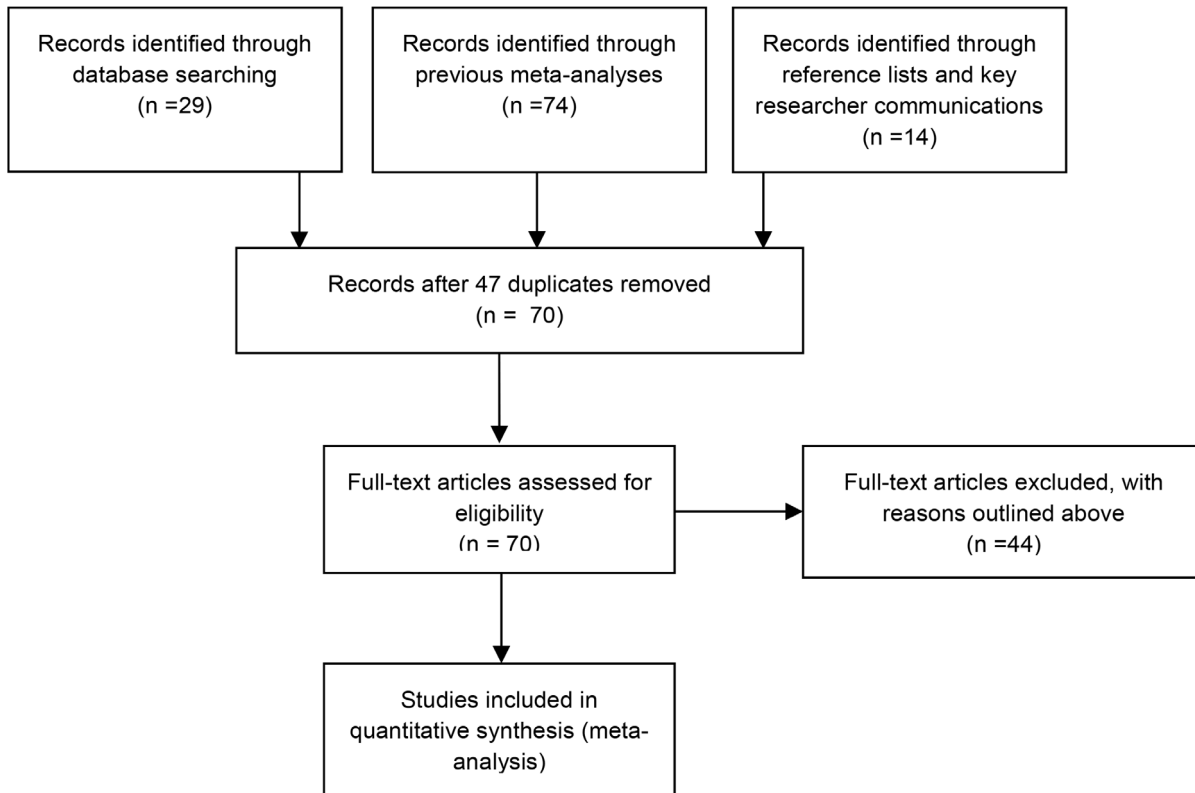 Records identified through
database searching
(n =29)
Records identified through
previous meta-analyses
(n =74)
Records identified through
reference lists and key
researcher communications
(n =14)
Records after 47 duplicates removed
(n =  70)
Full-text articles assessed for
eligibility
(n = 70)
Full-text articles excluded, with
reasons outlined above
(n =44)
Studies included in
quantitative synthesis (meta-
analysis)